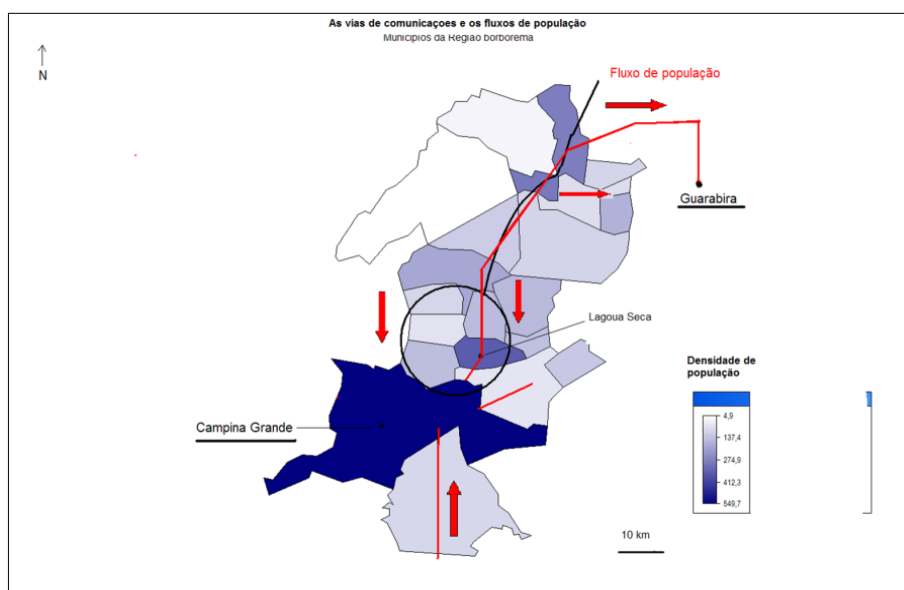 As vias de comunicaçoes e os fluxos de população
Municípios da Região borborema
N
Fluxo de população
Guarabira
Lagoua Seca
Densidade de
população
Campina Grande
4,9
137,4
274,9
412,3
549,7
10 km